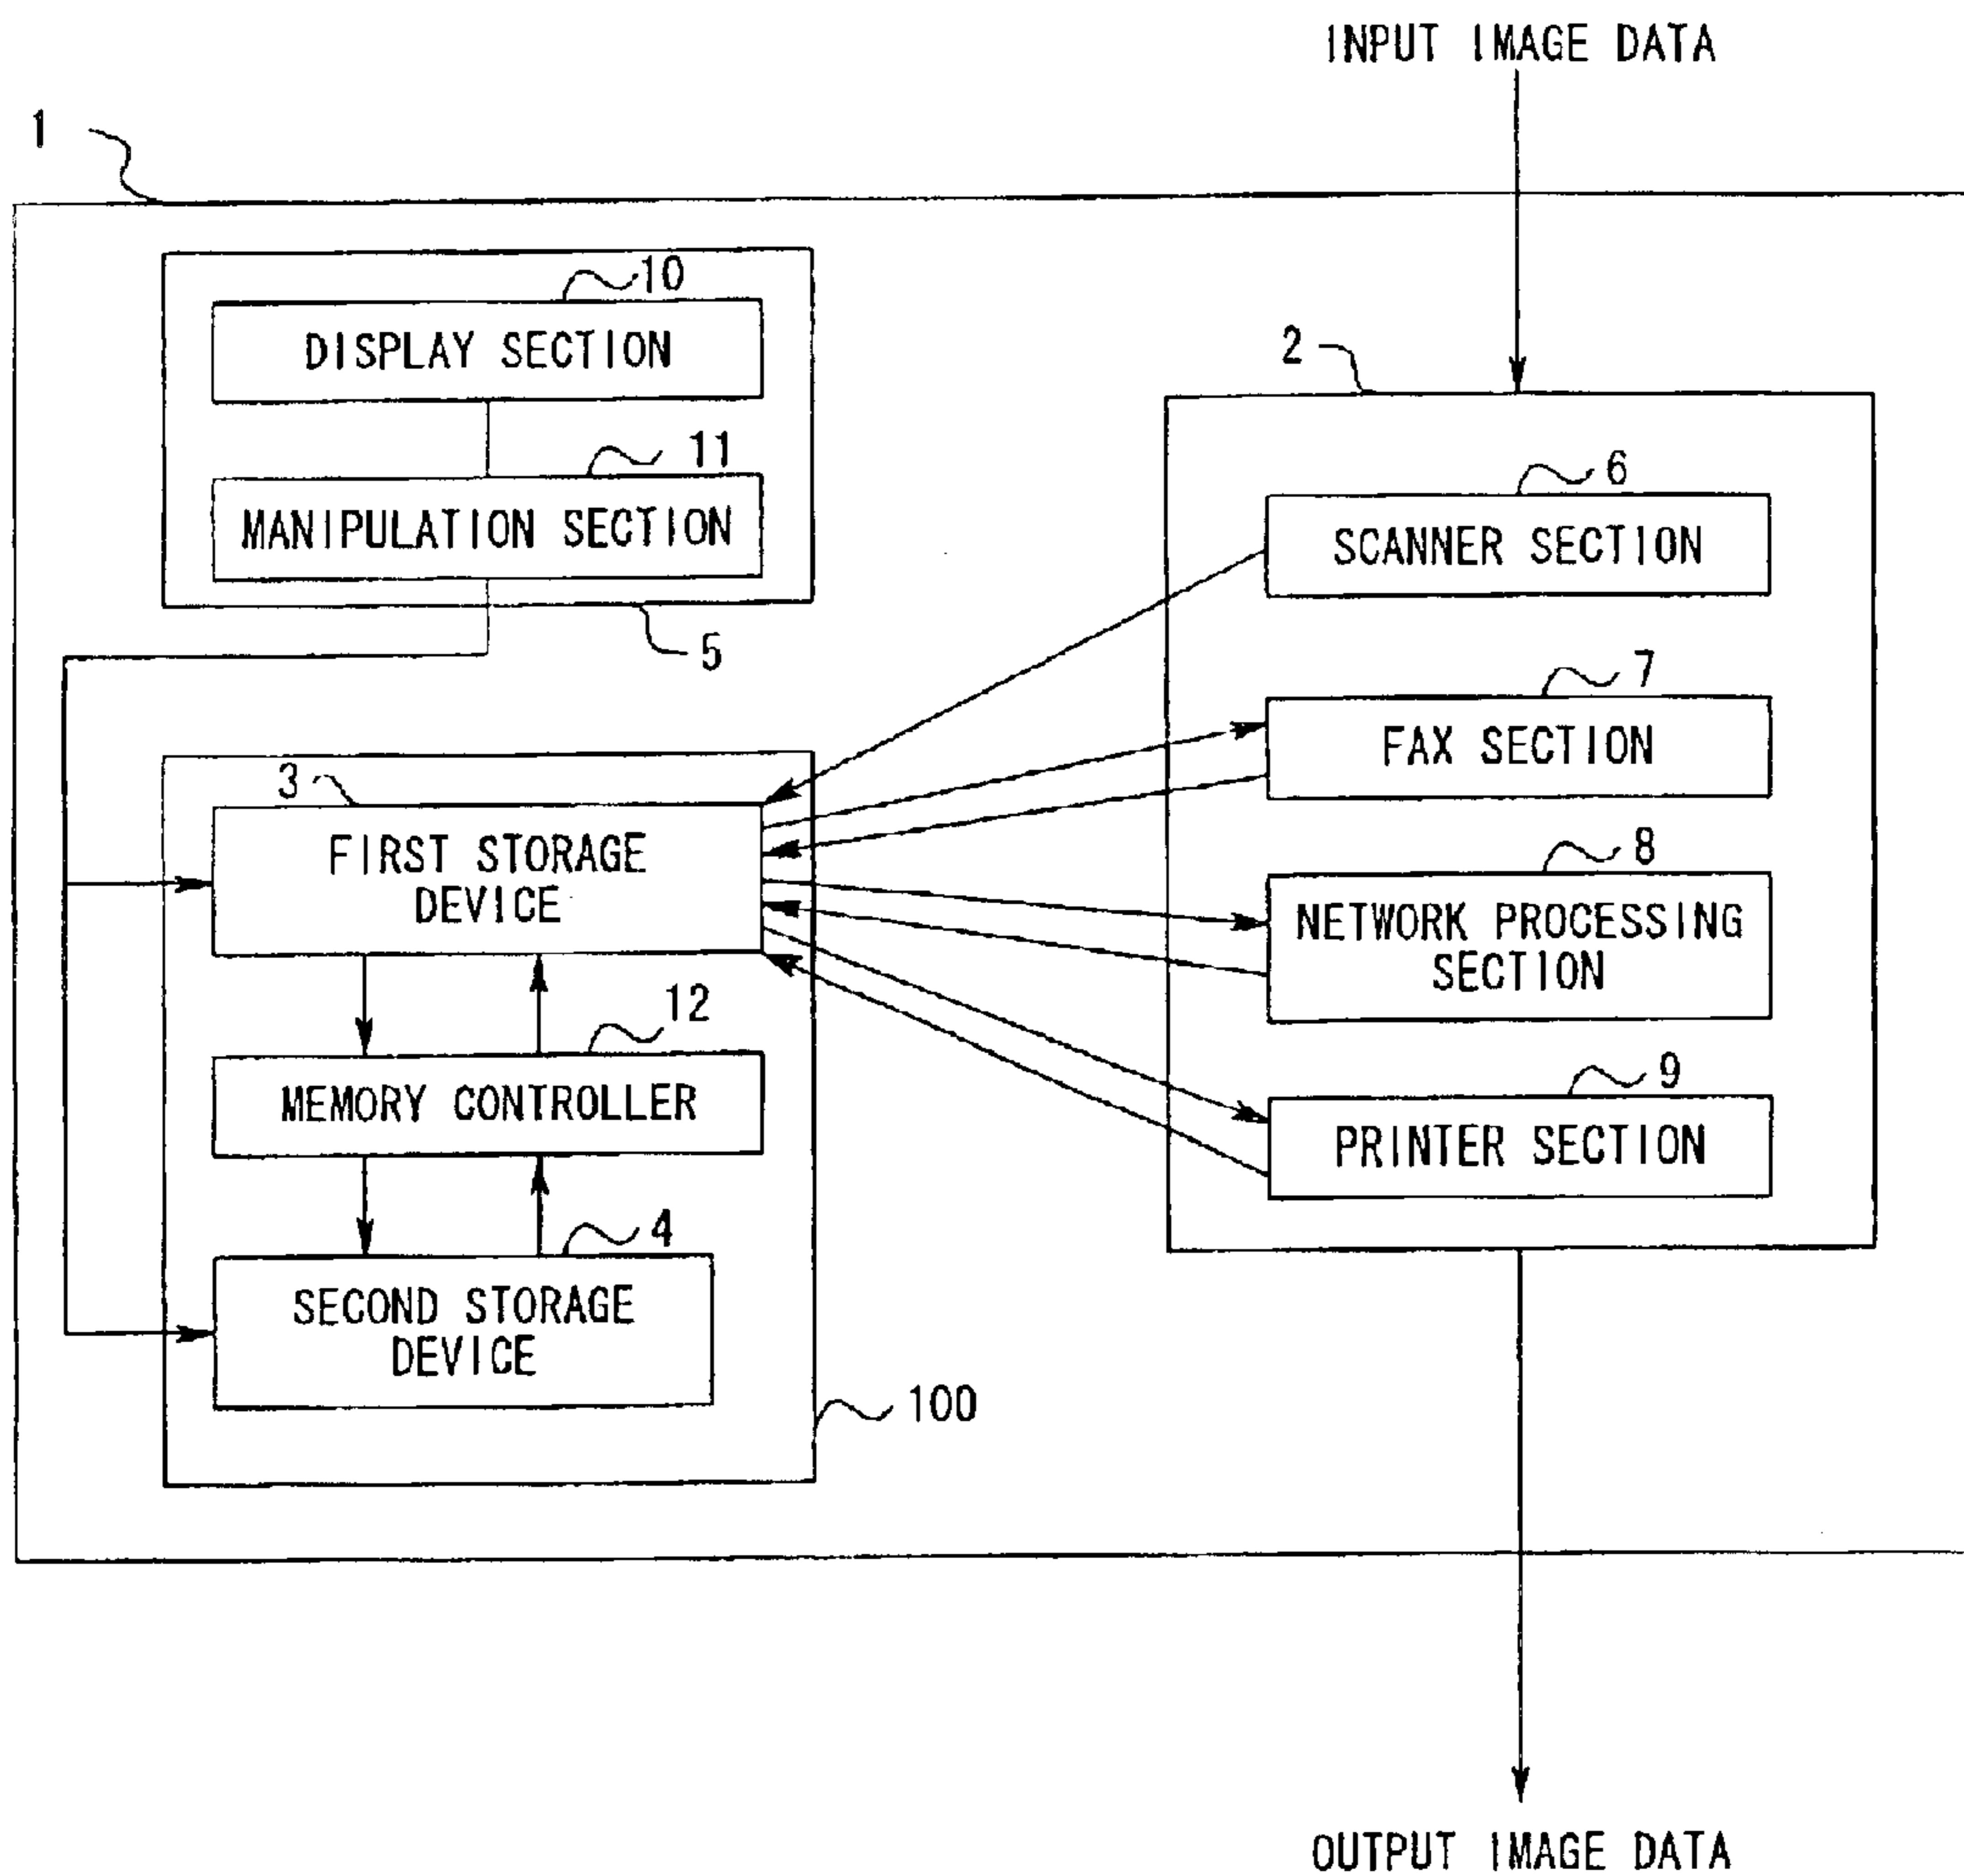 INPUT IMAGE DATA
1
10
DISPLAY SECTION
11
MANIPULATION SECTION
5
2
6
SCANNER SECTION
7
FAX SECTION
8
NETWORK PROCESSING
SECTION
9
PRINTER SECTION
3
FIRST STORAGE
DEVICE
12
MEMORY CONTROLLER
4
SECOND STORAGE
DEVICE
100
OUTPUT IMAGE DATA